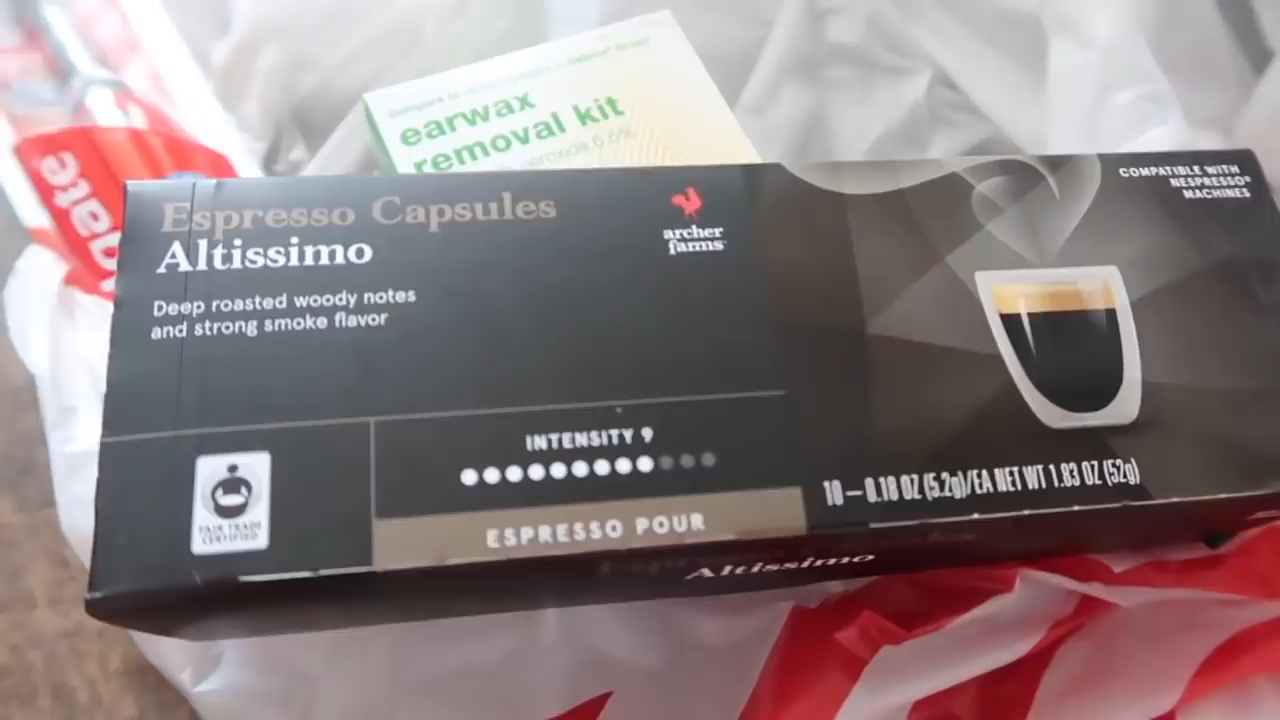 earwax
removal kit
gate
Espresso Capsules
Altissimo
Deep roasted woody notes
and strong smoke flavor
archer
farms
COMPATIBLE WITH
NESPRESSO®
MACHINES
INTENSITY 9
FAIR TRADE
CERTIFIED
ESPRESSO POUR
10 – 0.18 OZ (5.2g)/EA NET WT 1.83 OZ (52g)
Altissimo